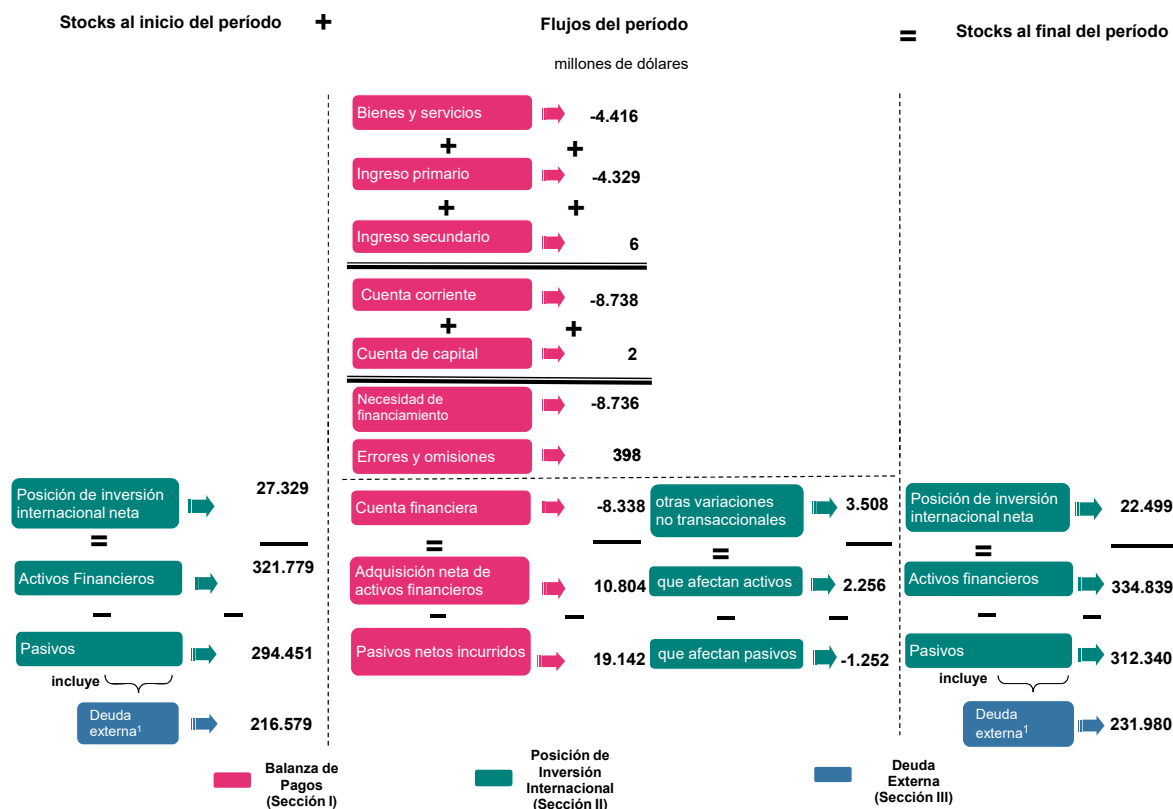 Stocks al inicio del período + Flujos del período = Stocks al final del período
millones de dólares
Bienes y servicios -4.416
+ +
Ingreso primario -4.329
+ +
Ingreso secundario 6
Cuenta corriente -8.738
+ +
Cuenta de capital 2
Necesidad de
financiamiento -8.736
Errores y omisiones 398
Posición de inversión
internacional neta 27.329
Cuenta financiera -8.338
otras variaciones
no transaccionales 3.508
Posición de inversión
internacional neta 22.499
= = = =
Activos Financieros 321.779
Adquisición neta de
activos financieros 10.804
que afectan activos 2.256
Activos financieros 334.839
− − − − − − − −
Pasivos 294.451
Pasivos netos incurridos 19.142
que afectan pasivos -1.252
Pasivos 312.340
incluye
incluye
Deuda
externa1 216.579
Deuda
externa1 231.980
Balanza de
Pagos
(Sección I)
Posición de
Inversión
Internacional
(Sección II)
Deuda
Externa
(Sección III)